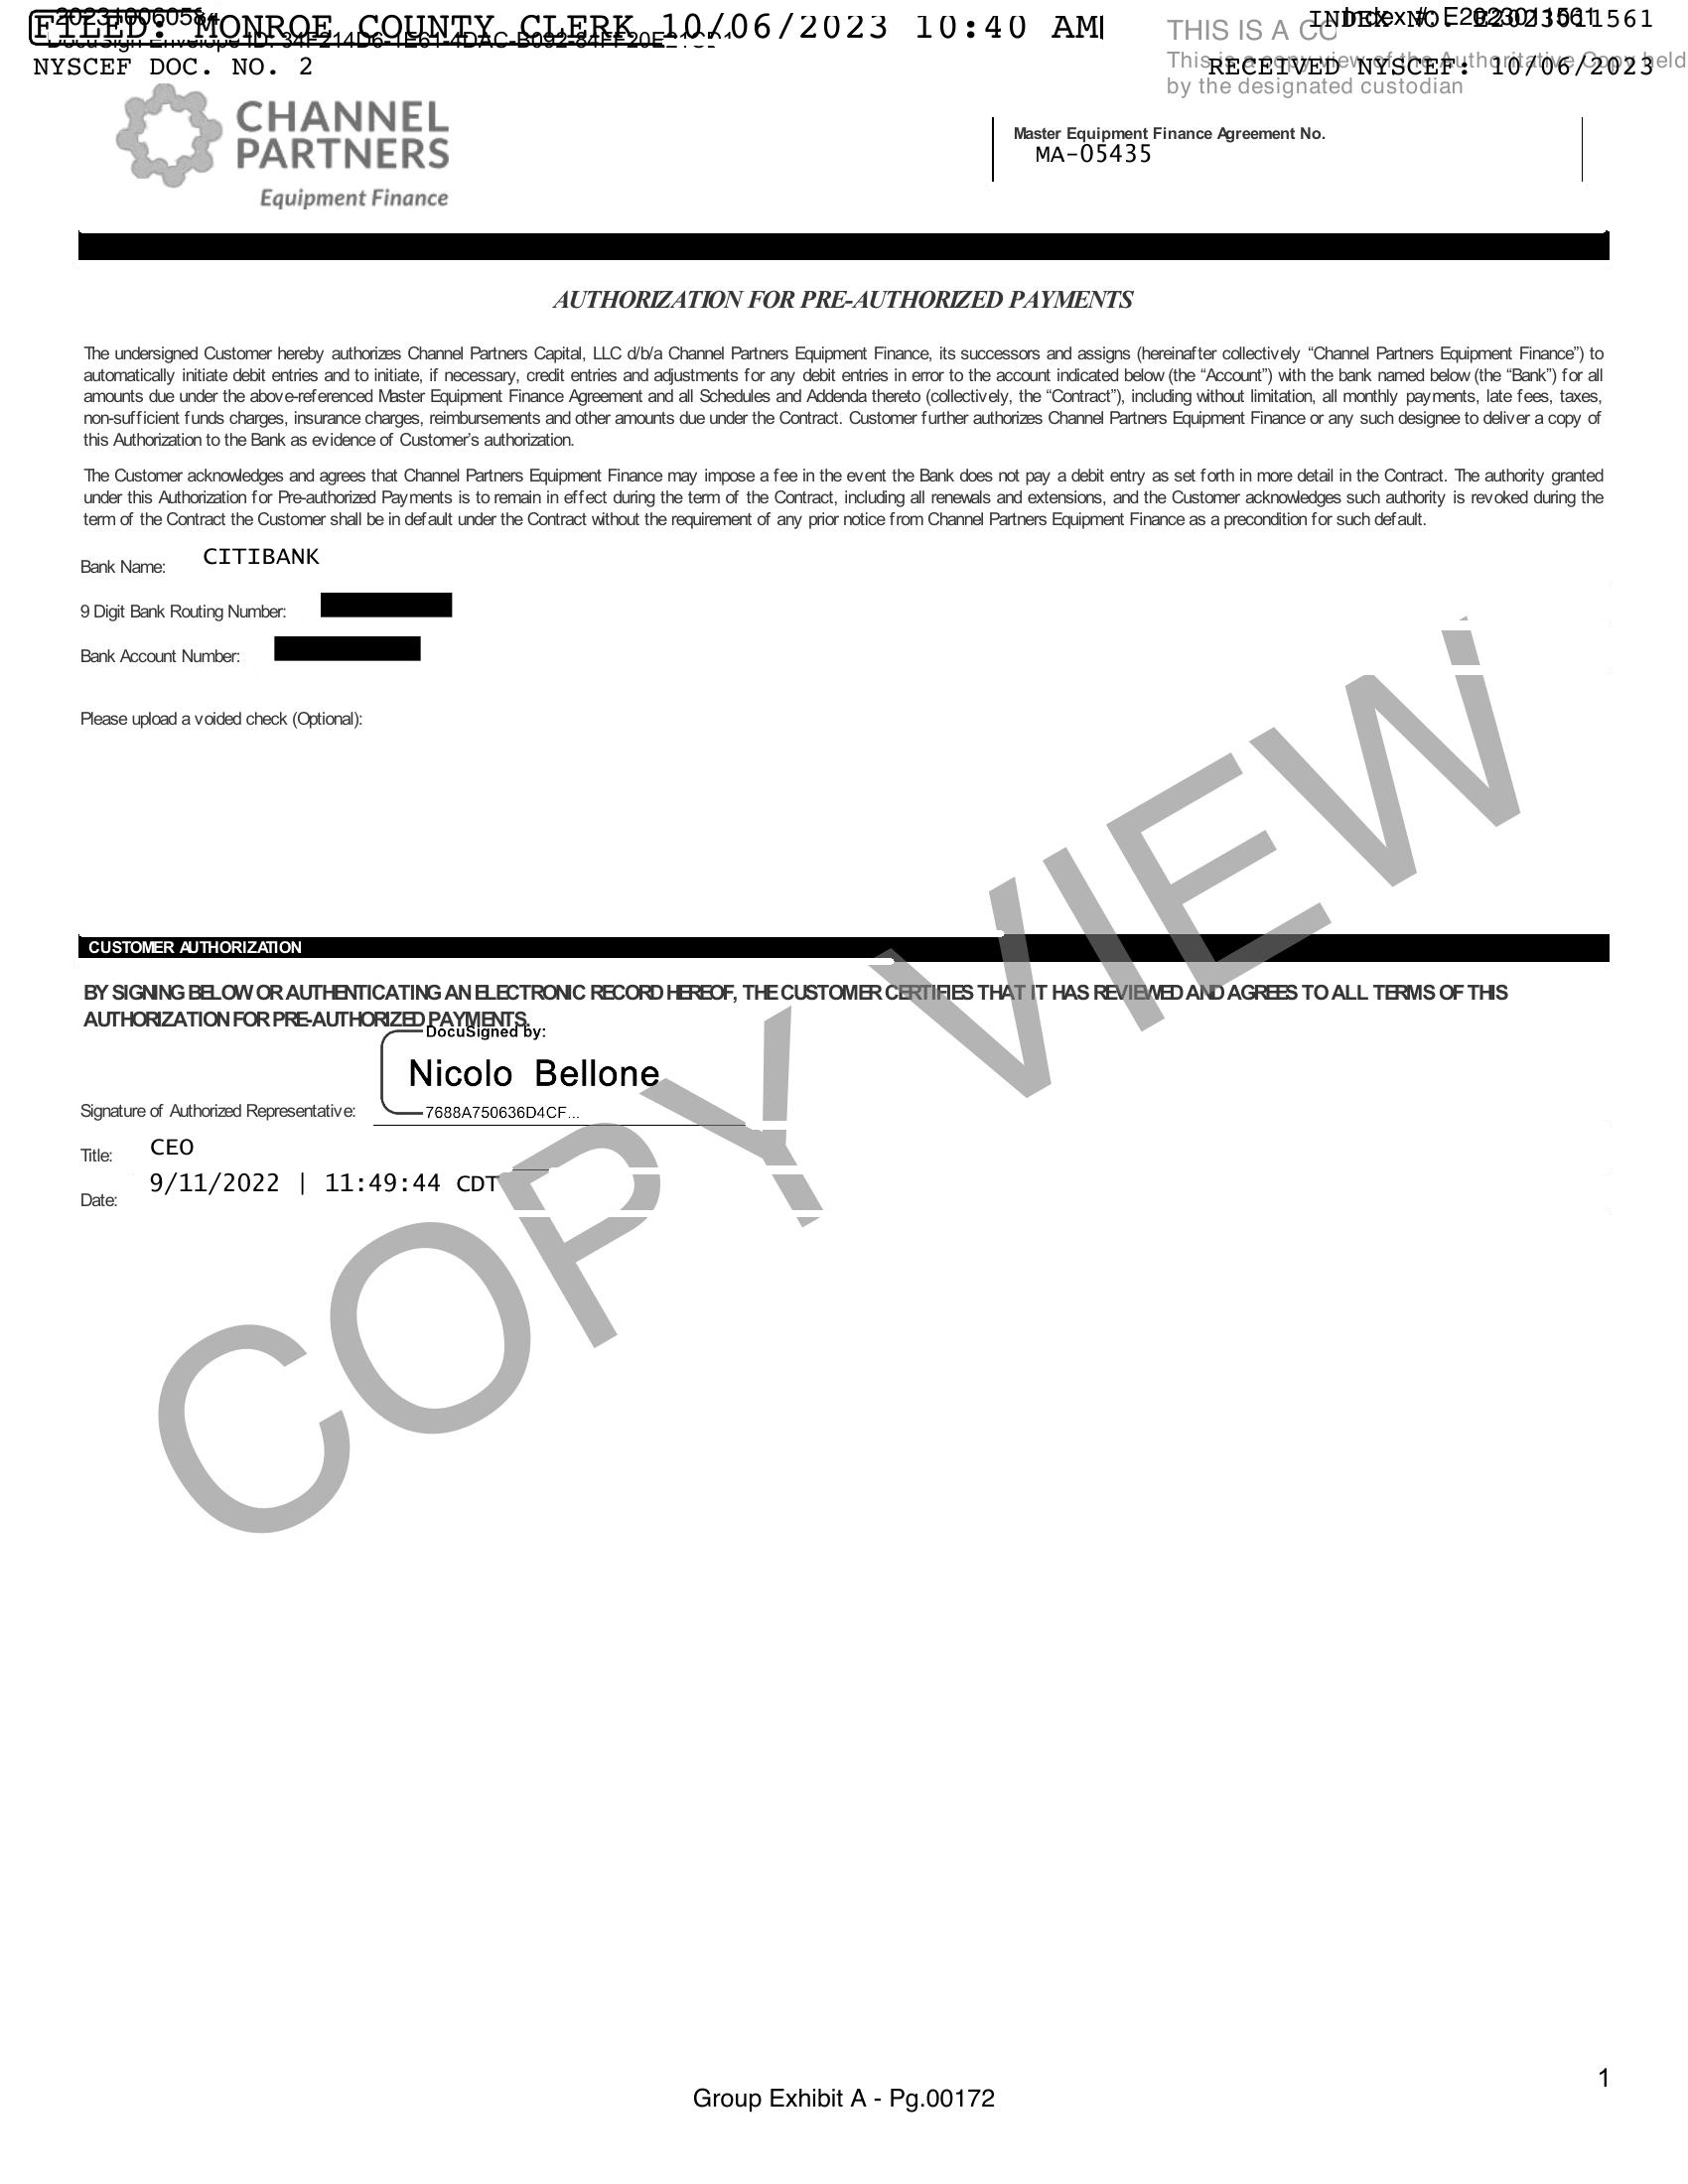 202310060584
FILED: MONROE COUNTY CLERK 10/06/2023 10:40 AM
INDEX NO. E2023011561
Index #: E2023011561
DocuSign Envelope ID: 34F214D6-1E61-4DAC-B092-84FF20E
THIS IS A CO
NYSCEF DOC. NO. 2
RECEIVED NYSCEF: 10/06/2023
This is a copy view of the Authoritative Copy held
by the designated custodian
CHANNEL
PARTNERS
Equipment Finance
Master Equipment Finance Agreement No.
MA-05435
AUTHORIZATION FOR PRE-AUTHORIZED PAYMENTS
The undersigned Customer hereby authorizes Channel Partners Capital, LLC d/b/a Channel Partners Equipment Finance, its successors and assigns (hereinafter collectively “Channel Partners Equipment Finance”) to
automatically initiate debit entries and to initiate, if necessary, credit entries and adjustments for any debit entries in error to the account indicated below (the “Account”) with the bank named below (the “Bank”) for all
amounts due under the above-referenced Master Equipment Finance Agreement and all Schedules and Addenda thereto (collectively, the “Contract”), including without limitation, all monthly payments, late fees, taxes,
non-sufficient funds charges, insurance charges, reimbursements and other amounts due under the Contract. Customer further authorizes Channel Partners Equipment Finance or any such designee to deliver a copy of
this Authorization to the Bank as evidence of Customer’s authorization.
The Customer acknowledges and agrees that Channel Partners Equipment Finance may impose a fee in the event the Bank does not pay a debit entry as set forth in more detail in the Contract. The authority granted
under this Authorization for Pre-authorized Payments is to remain in effect during the term of the Contract, including all renewals and extensions, and the Customer acknowledges such authority is revoked during the
term of the Contract the Customer shall be in default under the Contract without the requirement of any prior notice from Channel Partners Equipment Finance as a precondition for such default.
Bank Name: CITIBANK
9 Digit Bank Routing Number:
Bank Account Number:
Please upload a voided check (Optional):
CUSTOMER AUTHORIZATION
BY SIGNING BELOW OR AUTHENTICATING AN ELECTRONIC RECORD HEREOF, THE CUSTOMER CERTIFIES THAT IT HAS REVIEWED AND AGREES TO ALL TERMS OF THIS
AUTHORIZATION FOR PRE-AUTHORIZED PAYMENTS.
DocuSigned by:
Nicolo Bellone
Signature of Authorized Representative:
7688A750636D4CF...
Title: CEO
Date: 9/11/2022 | 11:49:44 CDT
COPY VIEW
1
Group Exhibit A - Pg.00172